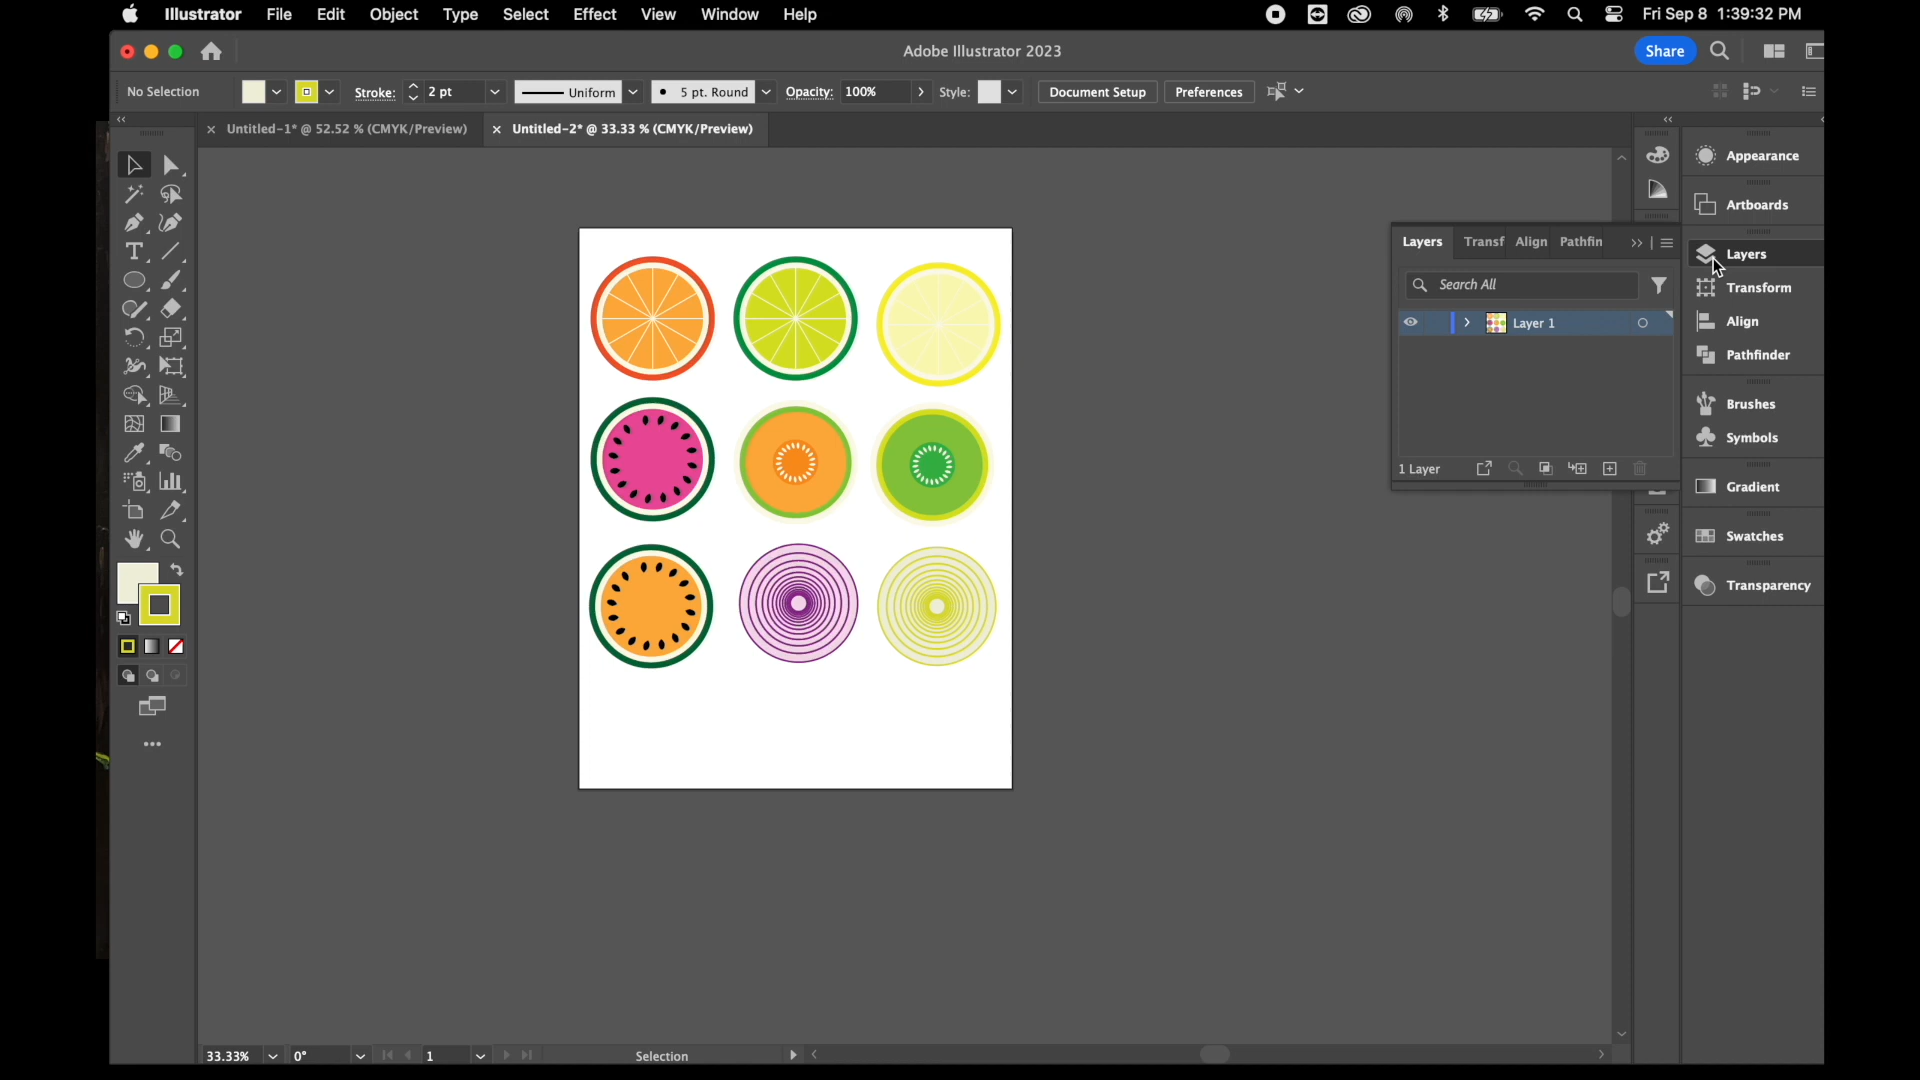 Illustrator File Edit Object Type Select Effect View Window Help Fri Sep 8 1:39:32 PM
Adobe Illustrator 2023 Share
No Selection Stroke: 2 pt Uniform 5 pt. Round Opacity: 100% Style: Document Setup Preferences
Untitled-1* @ 52.52 % (CMYK/Preview) Untitled-2* @ 33.33 % (CMYK/Preview)
Appearance
Artboards
Layers Transf Align Pathfin
Layers
Search All
Transform
Layer 1
Align
Pathfinder
Brushes
Symbols
1 Layer
Gradient
Swatches
Transparency
33.33% 0° 1 Selection